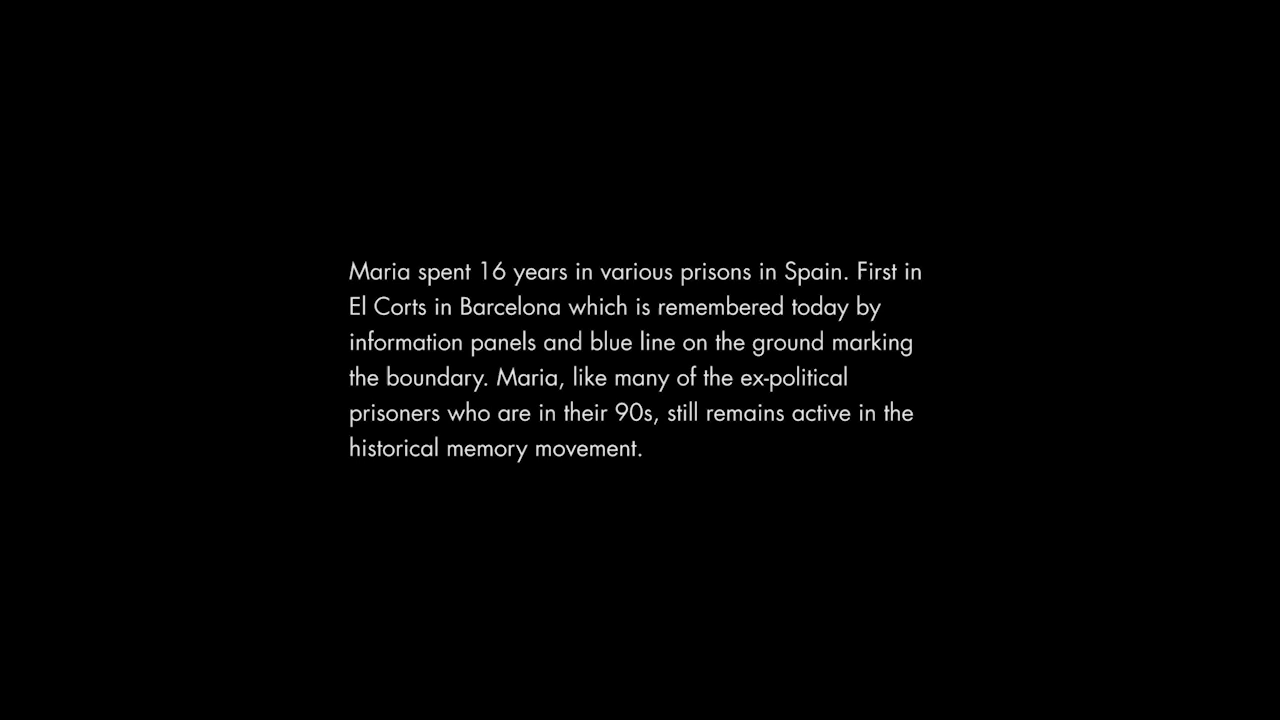 Maria spent 16 years in various prisons in Spain. First in
El Corts in Barcelona which is remembered today by
information panels and blue line on the ground marking
the boundary. Maria, like many of the ex-political
prisoners who are in their 90s, still remains active in the
historical memory movement.